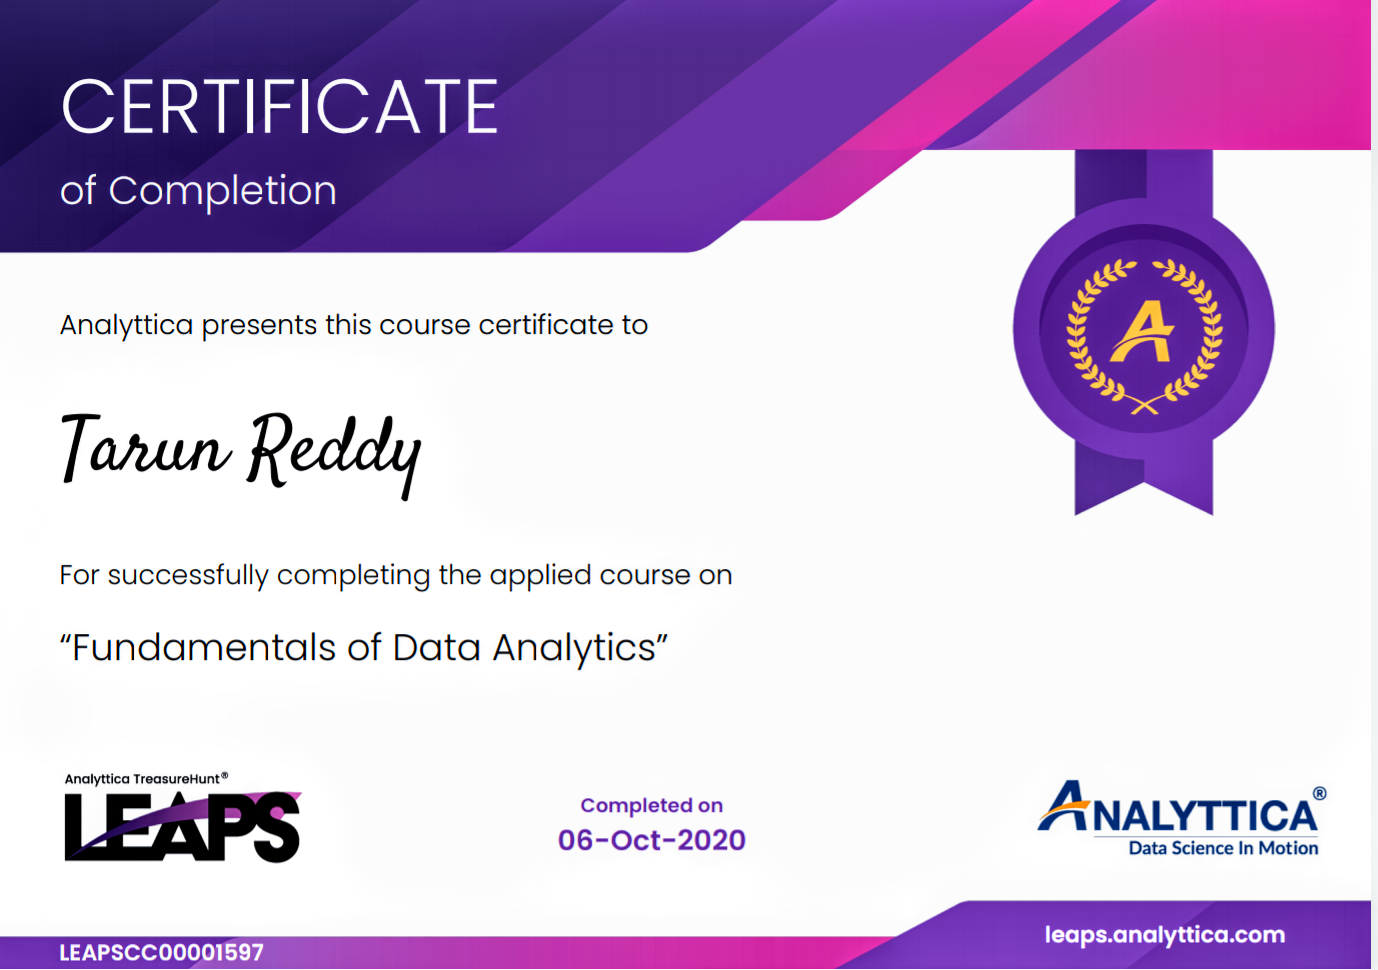 CERTIFICATE
of Completion
Analyttica presents this course certificate to
Tarun Reddy
For successfully completing the applied course on
“Fundamentals of Data Analytics”
Analyttica TreasureHunt®
LEAPS
Completed on
06-Oct-2020
ANALYTTICA®
Data Science In Motion
LEAPSCC00001597
leaps.analyttica.com